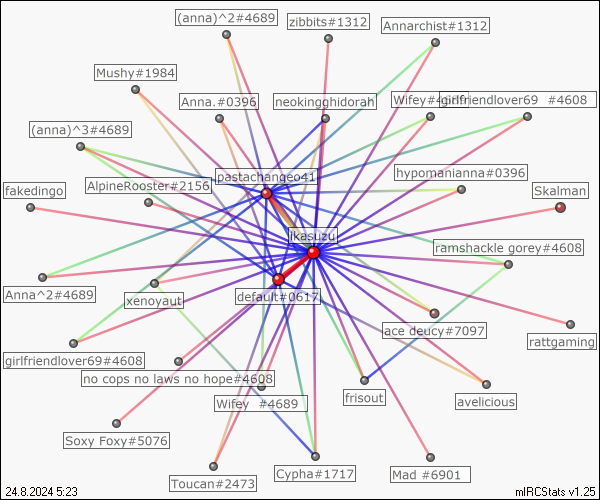 (anna)^2#4689
zibbits#1312
Annarchist#1312
Mushy#1984
Anna.#0396
neokingghidorah
girlfriendlover69 #4608
(anna)^3#4689
pastachangeo41
hypomanianna#0396
fakedingo
AlpineRooster#2156
Skalman
jkasuzu
ramshackle gorey#4608
Anna^2#4689
xenoyaut
default#0617
ace deucy#7097
rattgaming
girlfriendlover69#4608
no cops no laws no hope#4608
Wifey #4689
frisout
avelicious
Soxy Foxy#5076
Toucan#2473
Cypha#1717
Mad #6901
24.8.2024 5:23
mIRCStats v1.25